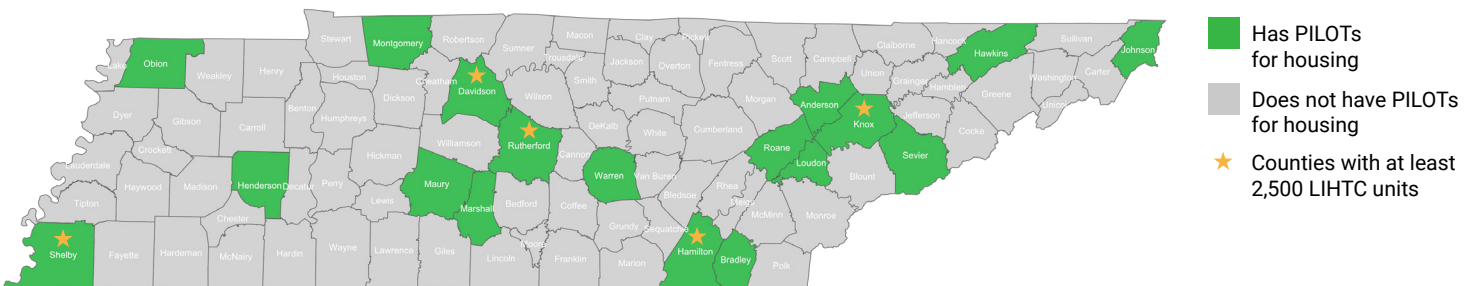 Has PILOTs
for housing
Does not have PILOTs
for housing
Counties with at least
2,500 LIHTC units
Stewart
Montgomery
Robertson
Sumner
Macon
Clay
Pickett
Scott
Campbell
Claiborne
Hancock
Hawkins
Sullivan
Johnson
Lake
Obion
Weakley
Henry
Houston
Cheatham
Davidson
Trousdale
Smith
Jackson
Overton
Fentress
Union
Grainger
Hamblen
Greene
Washington
Unicoi
Carter
Dyer
Gibson
Carroll
Benton
Humphreys
Dickson
Wilson
DeKalb
Putnam
White
Cumberland
Morgan
Anderson
Knox
Jefferson
Cocke
Lauderdale
Crockett
Haywood
Madison
Henderson
Decatur
Perry
Hickman
Williamson
Rutherford
Cannon
Warren
Van Buren
Bledsoe
Rhea
Meigs
Roane
Loudon
Blount
Sevier
Tipton
Chester
Lewis
Maury
Marshall
Bedford
Coffee
Grundy
Sequatchie
McMinn
Monroe
Shelby
Fayette
Hardeman
McNairy
Hardin
Wayne
Lawrence
Giles
Lincoln
Moore
Franklin
Marion
Hamilton
Bradley
Polk